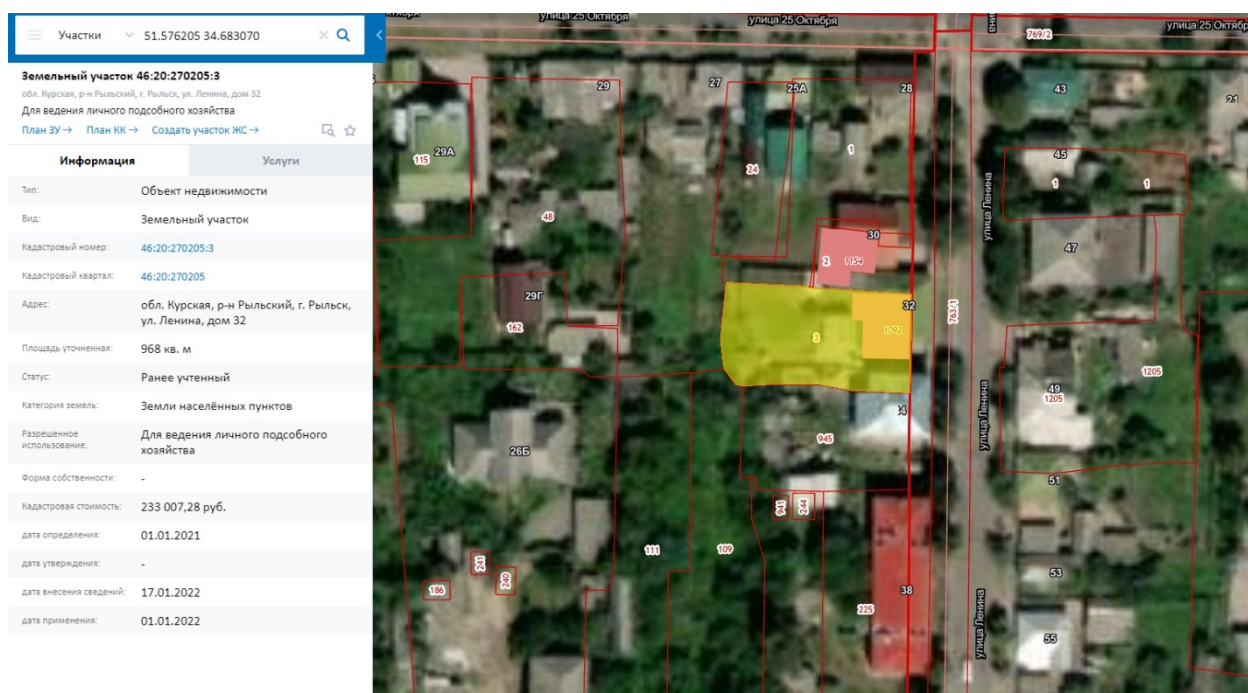 Участки
51.576205 34.683070
Земельный участок 46:20:270205:3
обл. Курская, р-н Рыльский, г. Рыльск, ул. Ленина, дом 32
Для ведения личного подсобного хозяйства
План ЗУ →
План КК →
Создать участок ЖС →
Информация
Услуги
Тип:
Объект недвижимости
Вид:
Земельный участок
Кадастровый номер:
46:20:270205:3
Кадастровый квартал:
46:20:270205
Адрес:
обл. Курская, р-н Рыльский, г. Рыльск,
ул. Ленина, дом 32
Площадь уточненная:
968 кв. м
Статус:
Ранее учтенный
Категория земель:
Земли населённых пунктов
Разрешенное
использование:
Для ведения личного подсобного
хозяйства
Форма собственности:
-
Кадастровая стоимость:
233 007,28 руб.
дата определения:
01.01.2021
дата утверждения:
-
дата внесения сведений:
17.01.2022
дата применения:
01.01.2022
улица 25 Октября
улица 25 Октября
улица 25 Октяб
769/2
29
27
25А
28
43
21
115
29А
24
1
45
1
1
улица Ленина
48
30
47
2
1154
29Г
162
32
3
1092
763/1
1205
49
1205
улица Ленина
26Б
945
51
941
244
111
109
241
240
186
53
38
225
55
улица Ленина